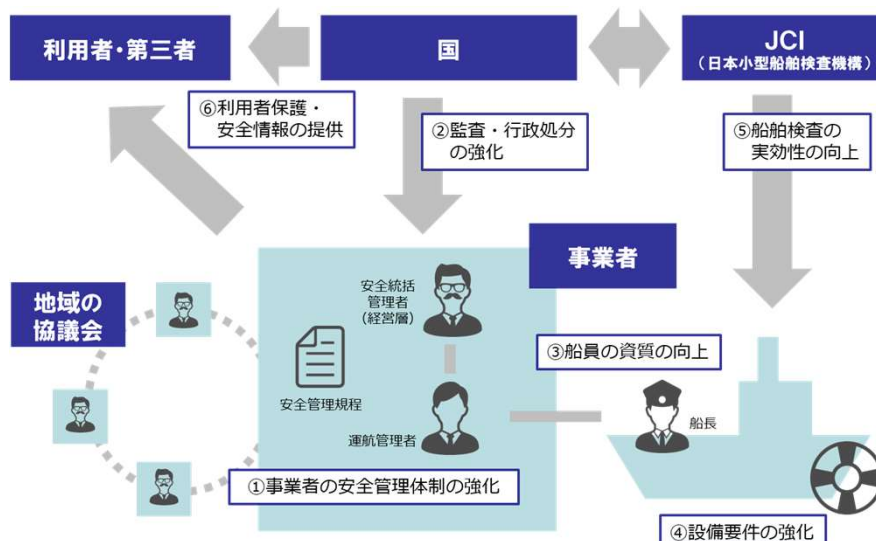 利用者・第三者
国
JCI
（日本小型船舶検査機構）
⑥利用者保護・
安全情報の提供
②監査・行政処分
の強化
⑤船舶検査の
実効性の向上
事業者
安全統括
管理者
（経営層）
地域の
協議会
③船員の資質の向上
安全管理規程
運航管理者
船長
①事業者の安全管理体制の強化
④設備要件の強化